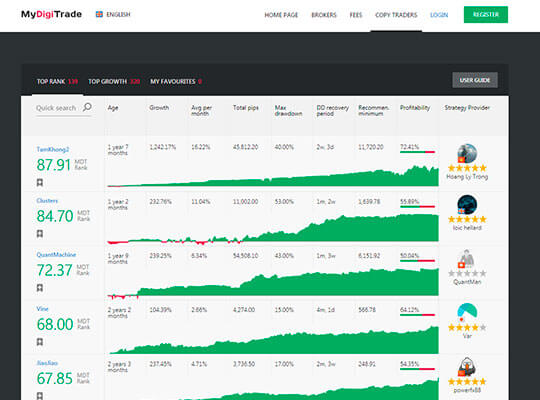 MyDigiTrade
ENGLISH
HOME PAGE BROKERS FEES COPY TRADERS LOGIN REGISTER
TOP RANK 139 TOP GROWTH 320 MY FAVOURITES 0 USER GUIDE
Quick search Age Growth Avg per month Total pips Max drawdown DD recovery period Recommen. minimum Profitability Strategy Provider
TamKhong2
87.91 MDT Rank
1 year 7 months 1,242.17% 16.22% 45,812.20 40.00% 2w, 3d 11,720.20 72.41%
Hoang Ly Trong
Clusters
84.70 MDT Rank
1 year 2 months 232.76% 11.04% 11,002.00 53.00% 1m, 2w 1,639.78 55.89%
loic hellard
QuantMachine
72.37 MDT Rank
1 year 9 months 239.25% 6.34% 54,508.10 43.00% 1m, 3w 6,151.92 50.04%
QuantMan
Vine
68.00 MDT Rank
2 years 2 months 104.39% 2.66% 4,274.00 15.00% 4m, 1d 566.78 64.12%
Var
JiaoJiao
67.85 MDT Rank
2 years 3 months 237.45% 4.71% 3,736.50 17.00% 2m, 3w 248.91 54.35%
powerfx88